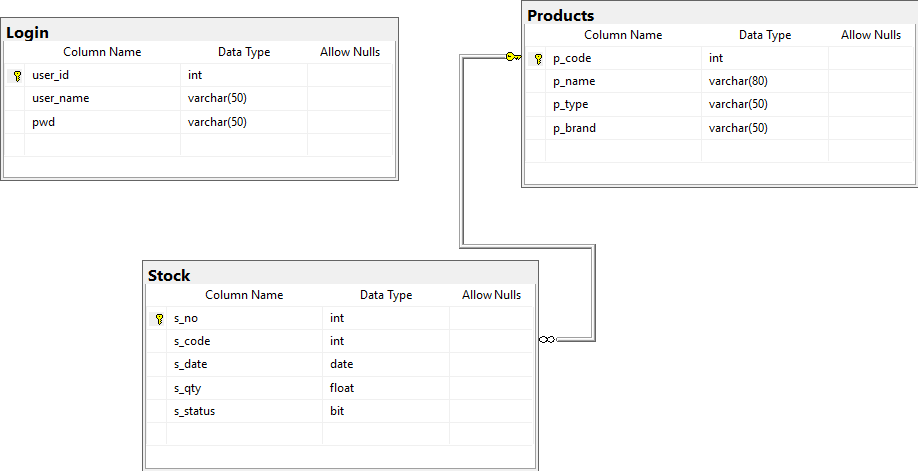 Login
Column Name Data Type Allow Nulls
user_id int
user_name varchar(50)
pwd varchar(50)
Products
Column Name Data Type Allow Nulls
p_code int
p_name varchar(80)
p_type varchar(50)
p_brand varchar(50)
Stock
Column Name Data Type Allow Nulls
s_no int
s_code int
s_date date
s_qty float
s_status bit